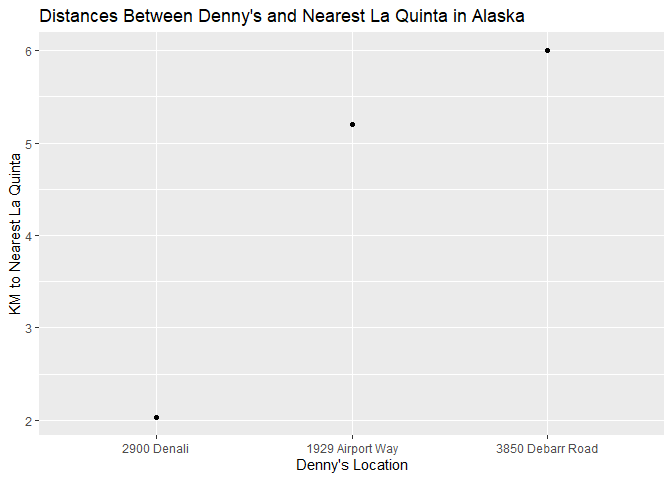 Distances Between Denny's and Nearest La Quinta in Alaska
KM to Nearest La Quinta
6
5
4
3
2
2900 Denali
1929 Airport Way
3850 Debarr Road
Denny's Location